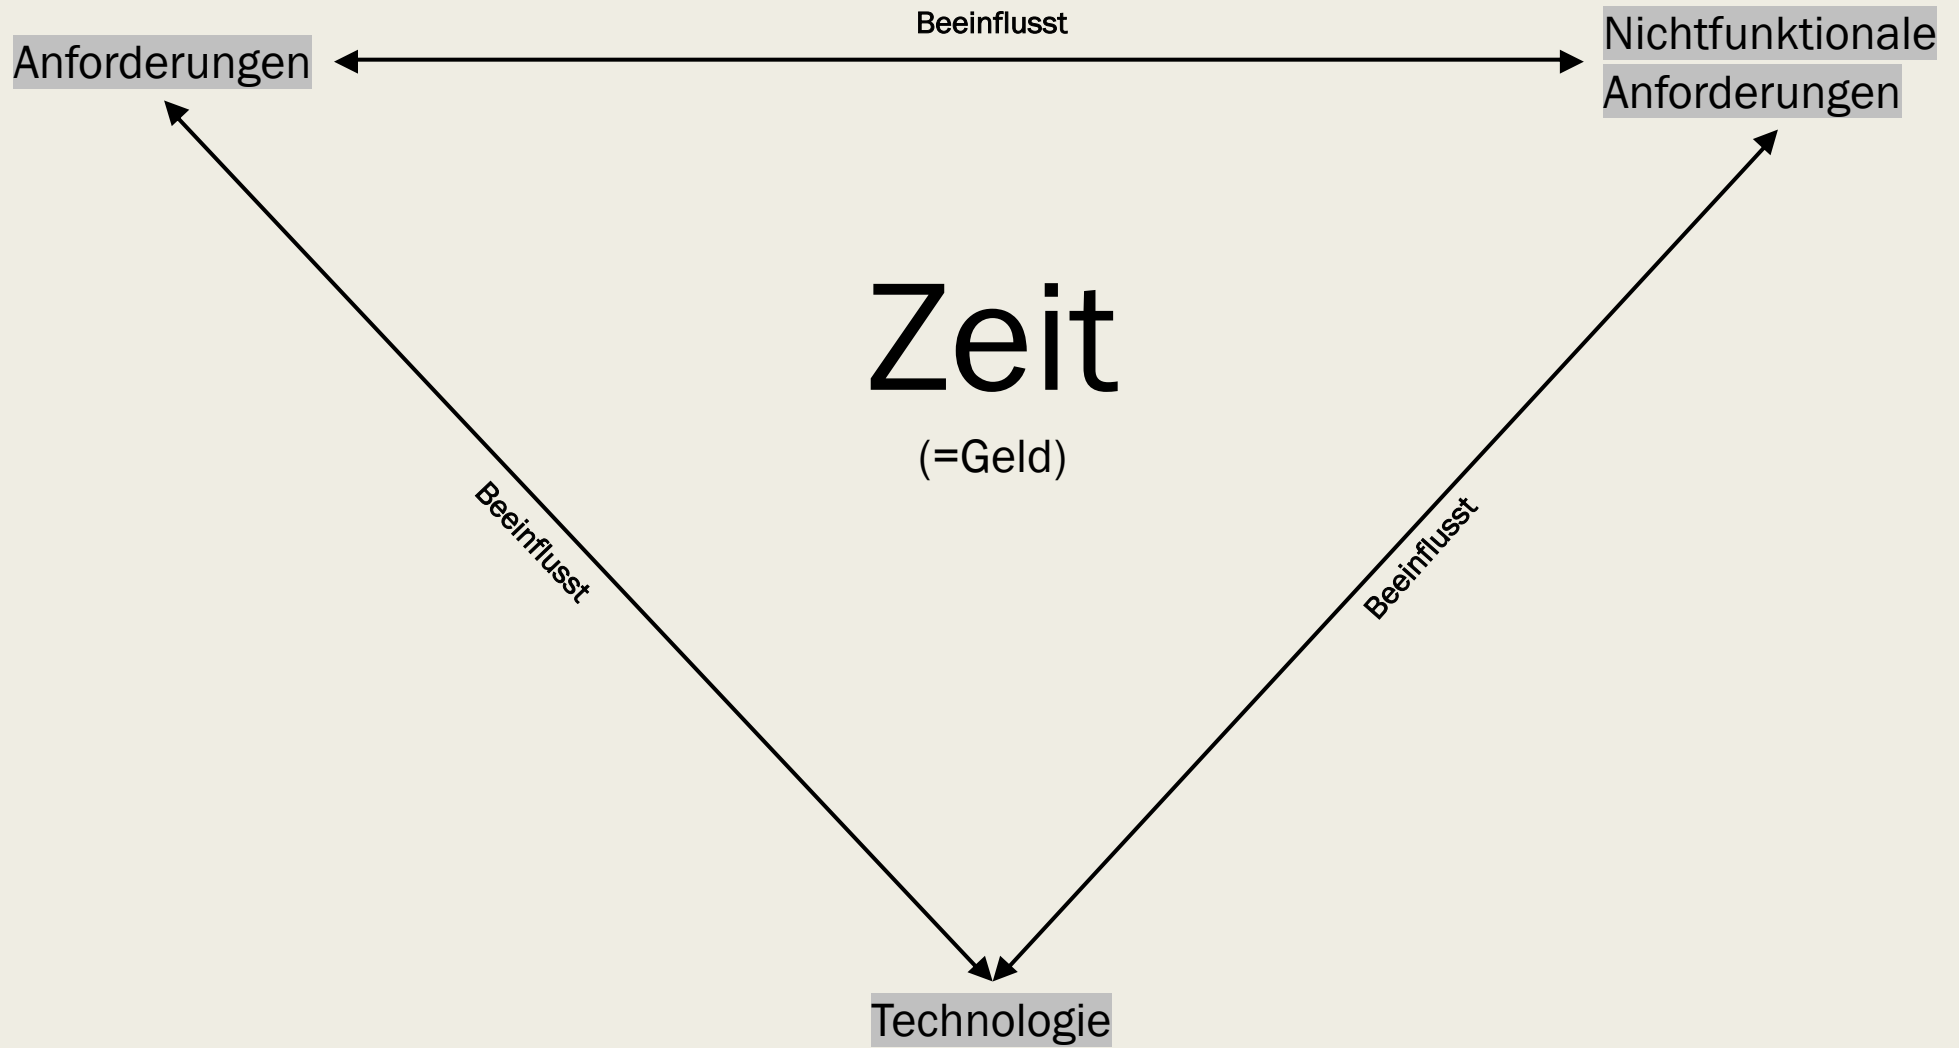 Beeinflusst
Anforderungen
Nichtfunktionale
Anforderungen
Zeit
(=Geld)
Beeinflusst
Beeinflusst
Technologie